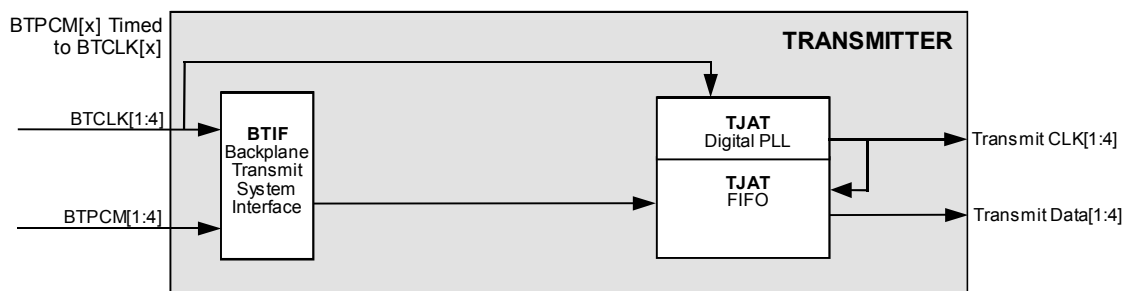 BTPCM[x] Timed
to BTCLK[x]
TRANSMITTER
BTCLK[1:4]
BTIF
Backplane
Transmit
System
Interface
BTPCM[1:4]
TJAT
Digital PLL
TJAT
FIFO
Transmit CLK[1:4]
Transmit Data[1:4]